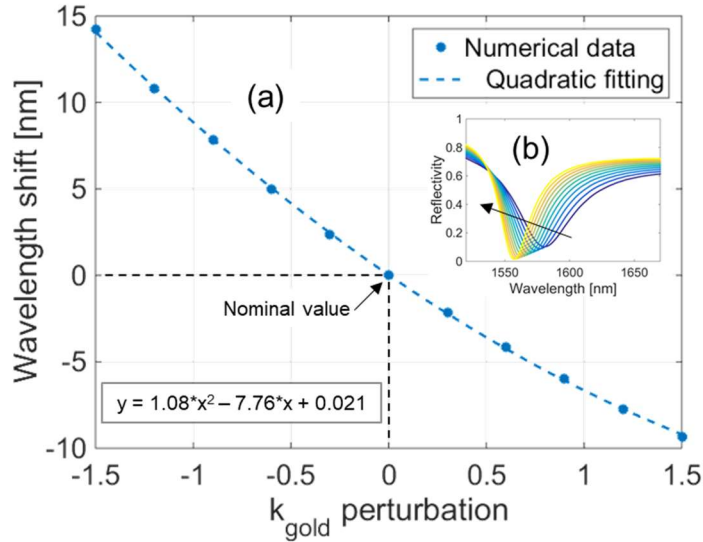 15
10
5
0
-5
-10
Wavelength shift [nm]
-1.5
-1
-0.5
0
0.5
1
1.5
k_gold perturbation
(a)
Numerical data
Quadratic fitting
Nominal value
y = 1.08*x² – 7.76*x + 0.021
(b)
1
0.8
0.6
0.4
0.2
0
Reflectivity
1550
1600
1650
Wavelength [nm]